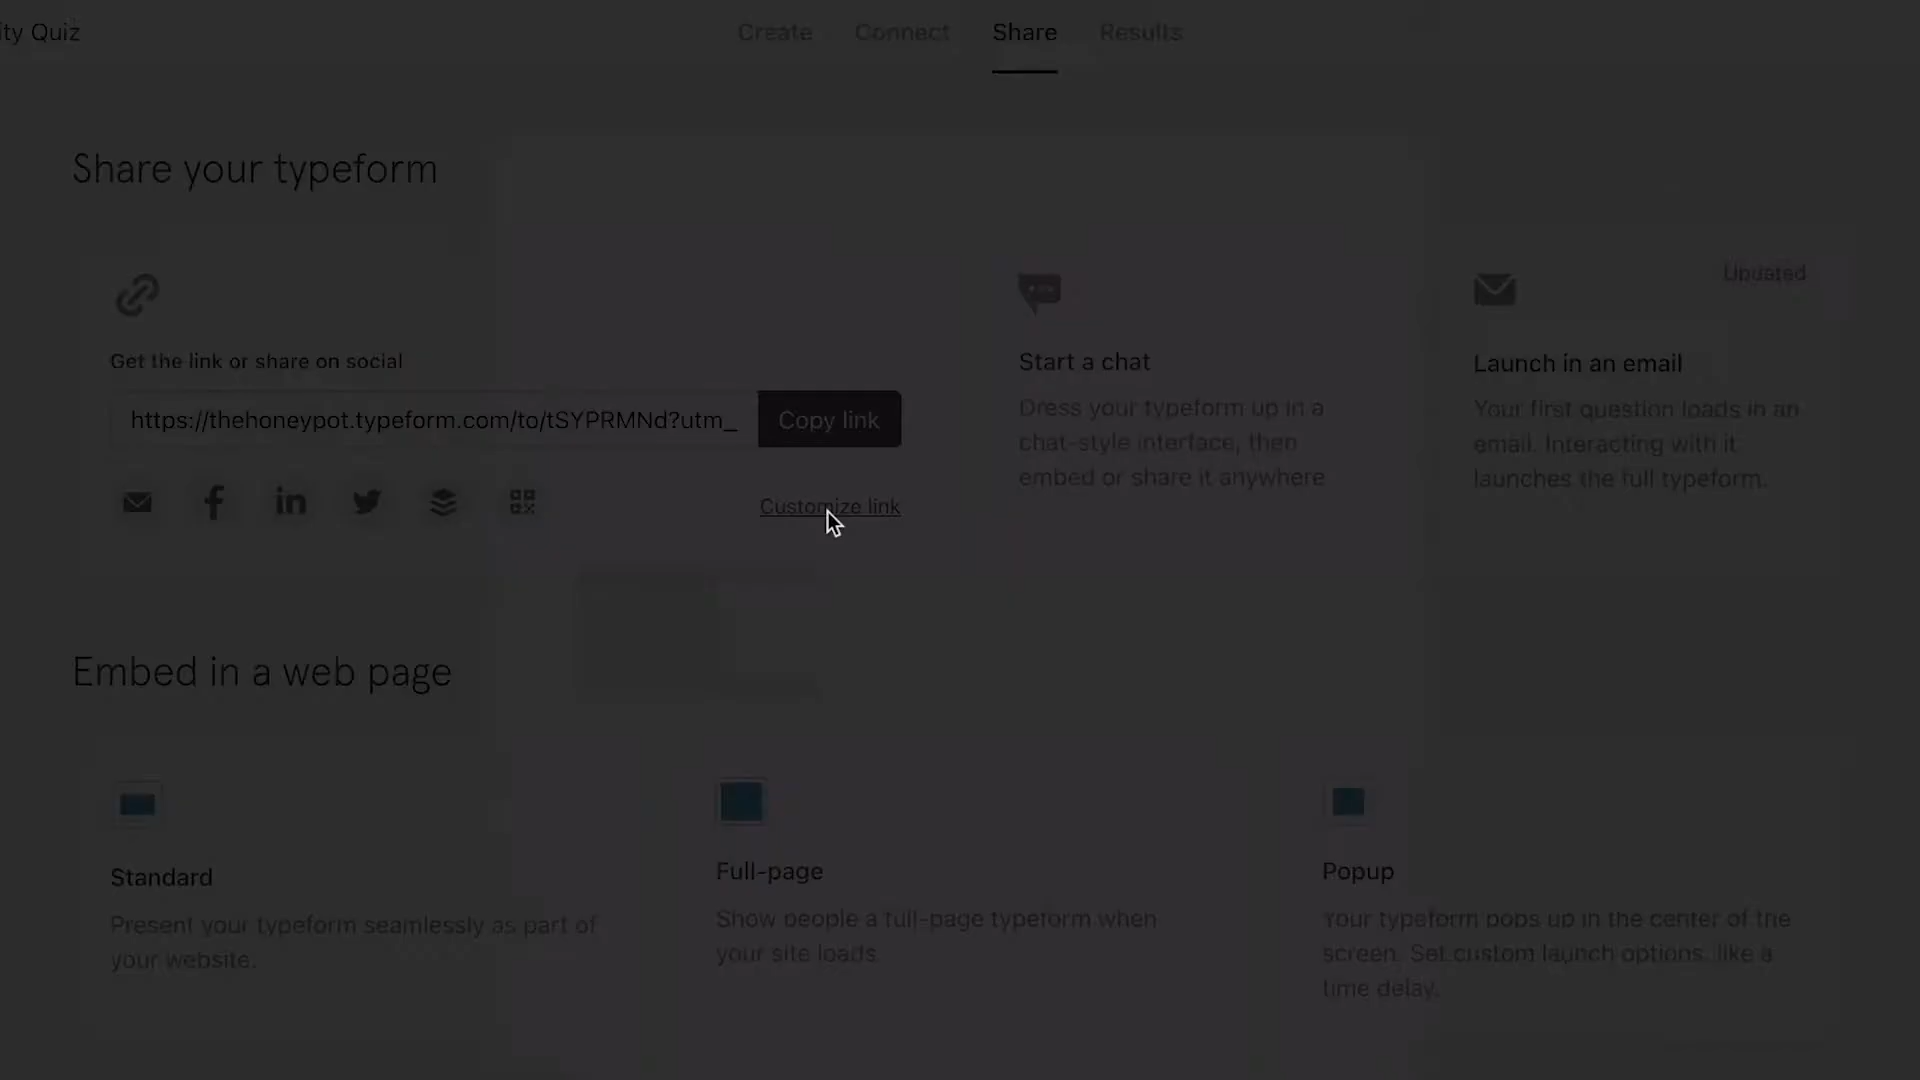 ity Quiz
Create
Connect
Share
Results
Share your typeform
Updated
Get the link or share on social
https://thehoneypot.typeform.com/to/tSYPRMNd?utm_
Copy link
Customize link
Start a chat
Dress your typeform up in a
chat-style interface, then
embed or share it anywhere
Launch in an email
Your first question loads in an
email. Interacting with it
launches the full typeform.
Embed in a web page
Standard
Present your typeform seamlessly as part of
your website.
Full-page
Show people a full-page typeform when
your site loads
Popup
Your typeform pops up in the center of the
screen. Set custom launch options, like a
time delay.